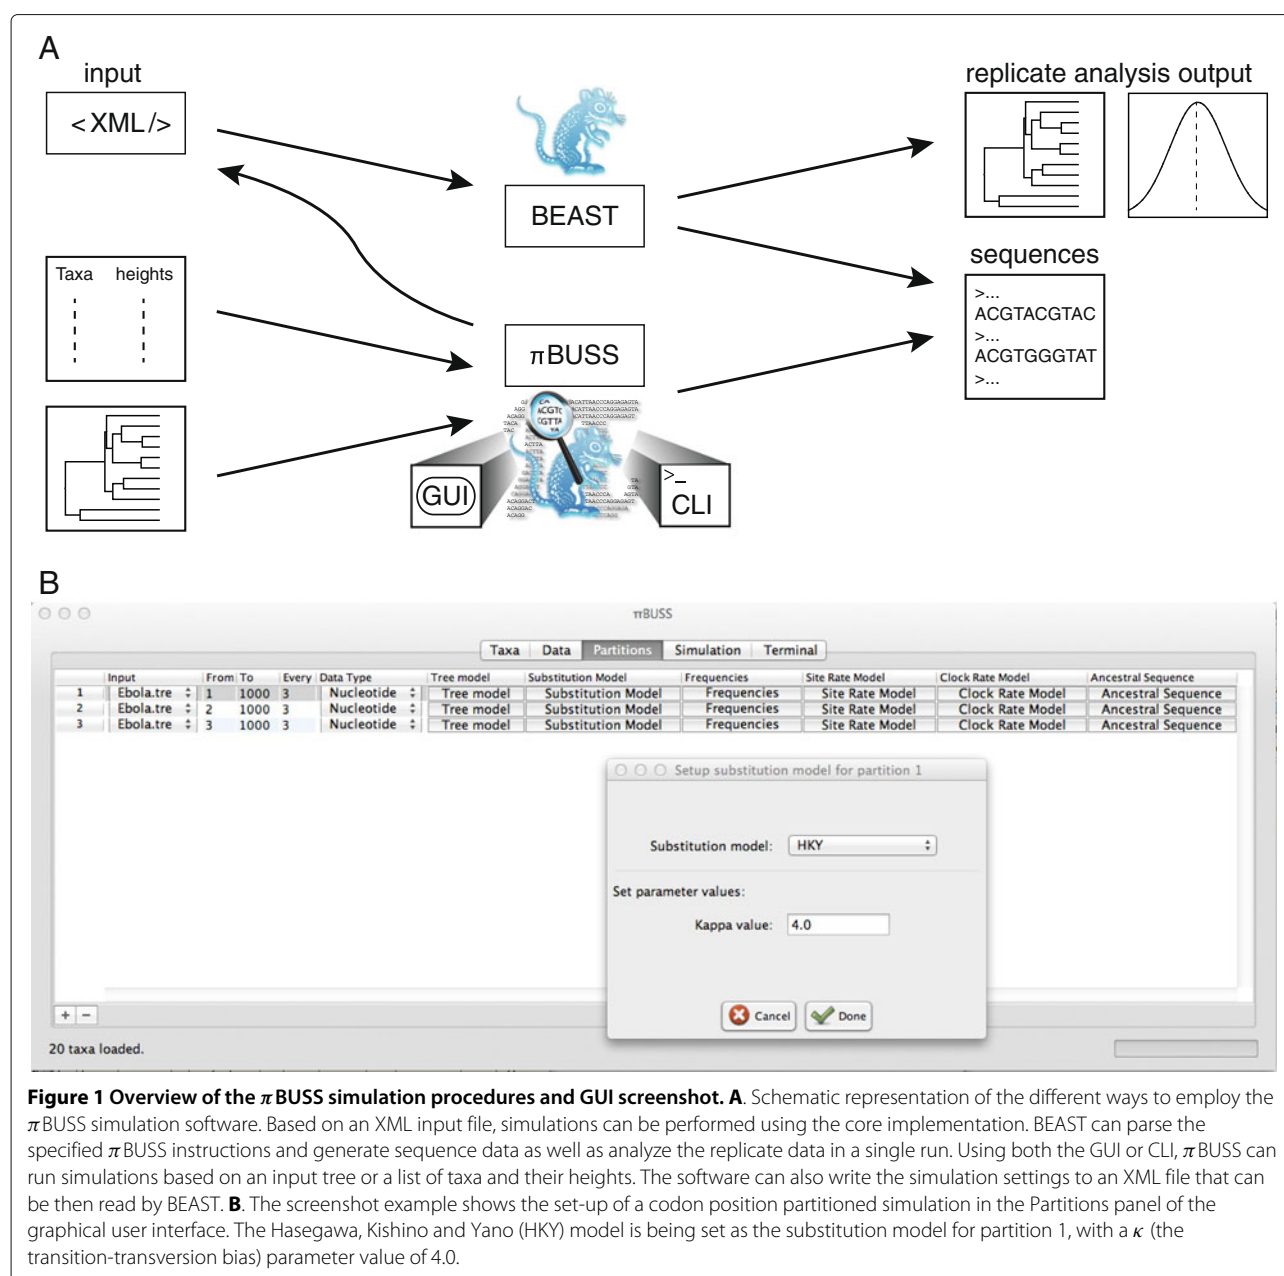 A
input
<XML/>
BEAST
replicate analysis output
sequences
>...
ACGTACGTAC
>...
ACGTGGGTAT
>...
Taxa heights
πBUSS
GUI
>_
CLI
B
πBUSS
Taxa Data Partitions Simulation Terminal
Input From To Every Data Type Tree model Substitution Model Frequencies Site Rate Model Clock Rate Model Ancestral Sequence
1 Ebola.tre 1 1000 3 Nucleotide Tree model Substitution Model Frequencies Site Rate Model Clock Rate Model Ancestral Sequence
2 Ebola.tre 2 1000 3 Nucleotide Tree model Substitution Model Frequencies Site Rate Model Clock Rate Model Ancestral Sequence
3 Ebola.tre 3 1000 3 Nucleotide Tree model Substitution Model Frequencies Site Rate Model Clock Rate Model Ancestral Sequence
Setup substitution model for partition 1
Substitution model: HKY
Set parameter values:
Kappa value: 4.0
Cancel Done
+ −
20 taxa loaded.
Figure 1 Overview of the πBUSS simulation procedures and GUI screenshot. A. Schematic representation of the different ways to employ the
πBUSS simulation software. Based on an XML input file, simulations can be performed using the core implementation. BEAST can parse the
specified πBUSS instructions and generate sequence data as well as analyze the replicate data in a single run. Using both the GUI or CLI, πBUSS can
run simulations based on an input tree or a list of taxa and their heights. The software can also write the simulation settings to an XML file that can
be then read by BEAST. B. The screenshot example shows the set-up of a codon position partitioned simulation in the Partitions panel of the
graphical user interface. The Hasegawa, Kishino and Yano (HKY) model is being set as the substitution model for partition 1, with a κ (the
transition-transversion bias) parameter value of 4.0.